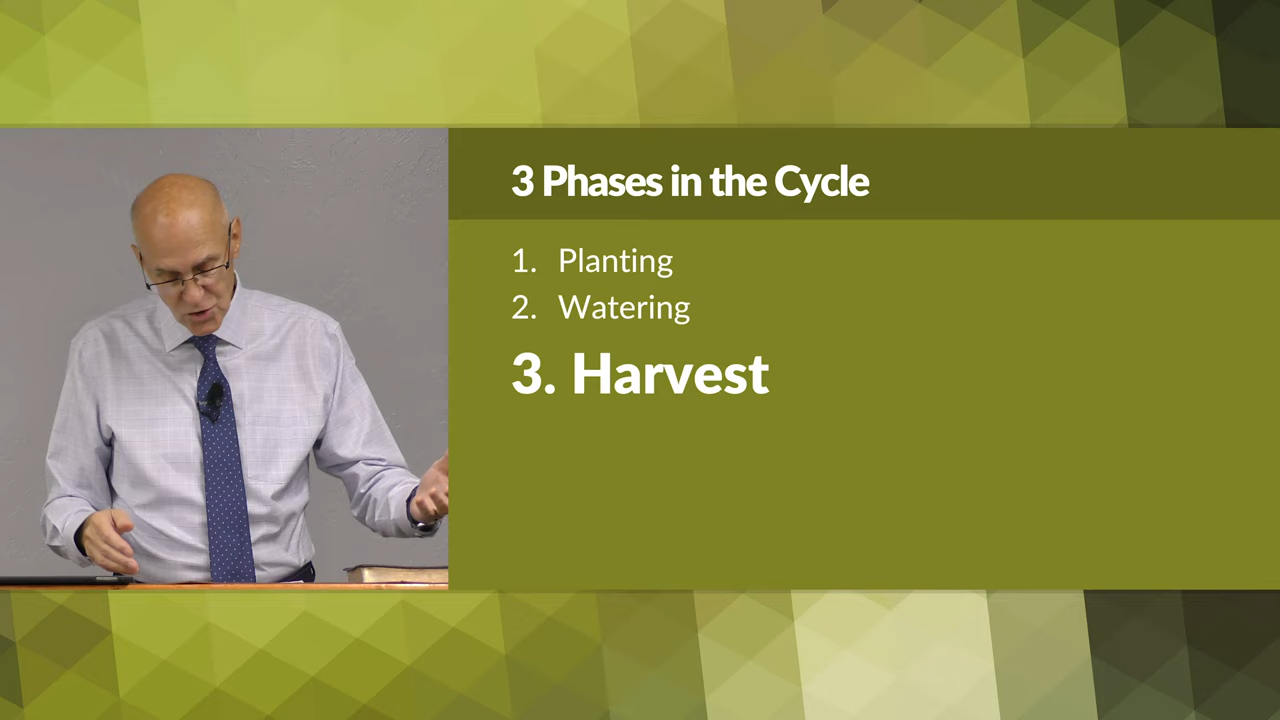 3 Phases in the Cycle
1. Planting
2. Watering
3. Harvest